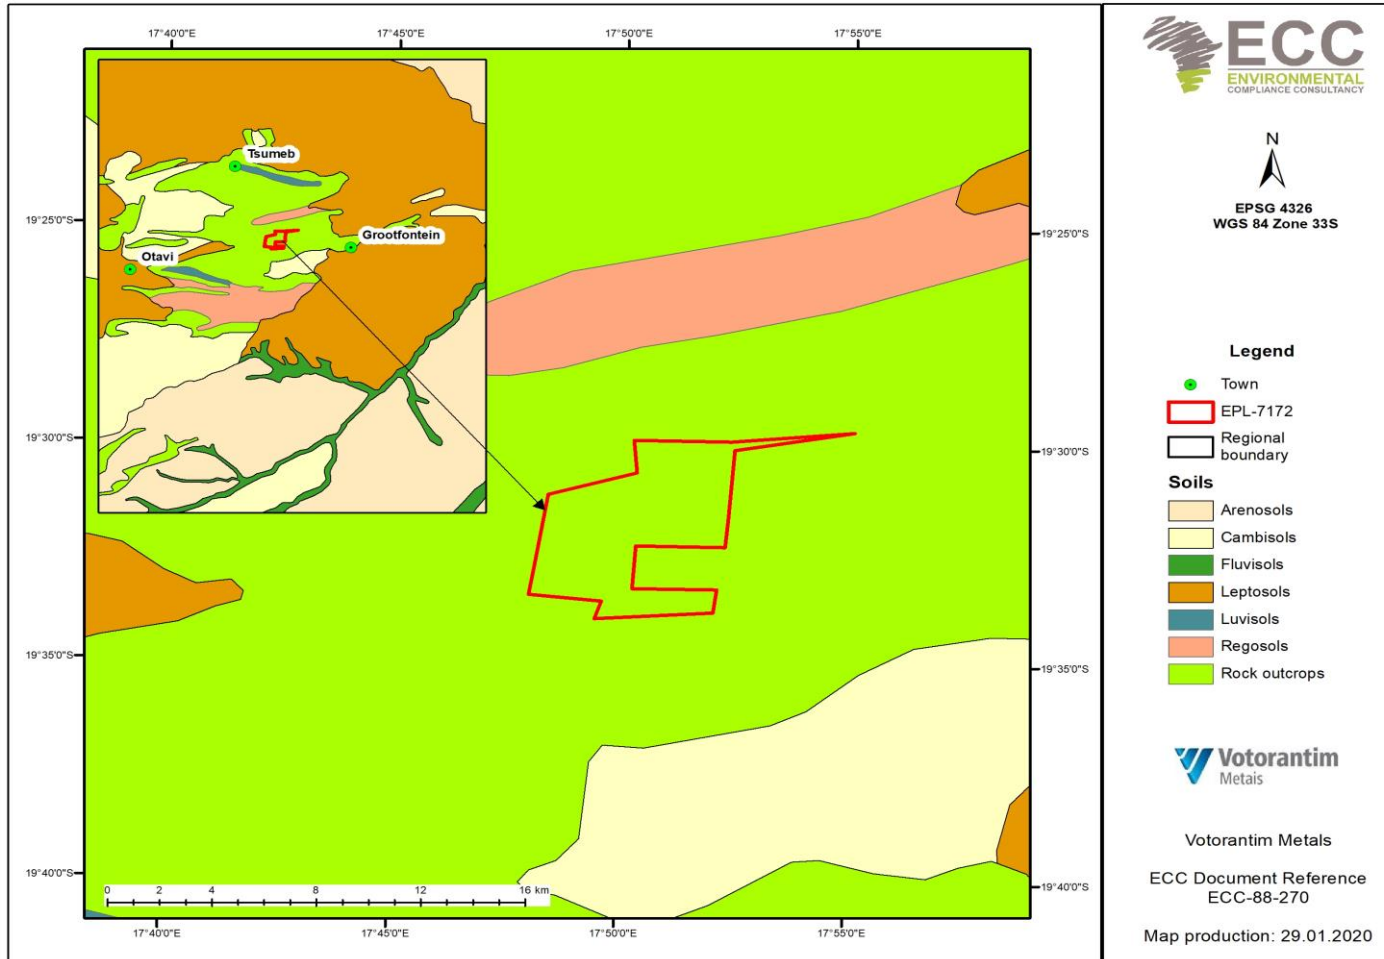 17°40'0"E
17°45'0"E
17°50'0"E
17°55'0"E
19°25'0"S
19°30'0"S
19°35'0"S
19°40'0"S
19°25'0"S
19°30'0"S
19°35'0"S
19°40'0"S
Tsumeb
Grootfontein
Otavi
0 2 4 8 12 16 km
17°40'0"E
17°45'0"E
17°50'0"E
17°55'0"E
ECC
ENVIRONMENTAL
COMPLIANCE CONSULTANCY
N
EPSG 4326
WGS 84 Zone 33S
Legend
Town
EPL-7172
Regional
boundary
Soils
Arenosols
Cambisols
Fluvisols
Leptosols
Luvisols
Regosols
Rock outcrops
Votorantim
Metais
Votorantim Metals
ECC Document Reference
ECC-88-270
Map production: 29.01.2020